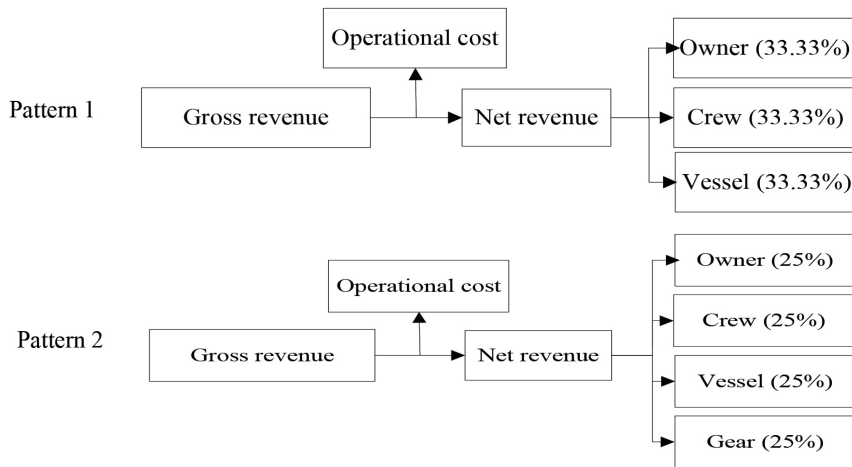 Operational cost
Owner (33.33%)
Pattern 1
Gross revenue
Net revenue
Crew (33.33%)
Vessel (33.33%)
Owner (25%)
Operational cost
Crew (25%)
Pattern 2
Gross revenue
Net revenue
Vessel (25%)
Gear (25%)